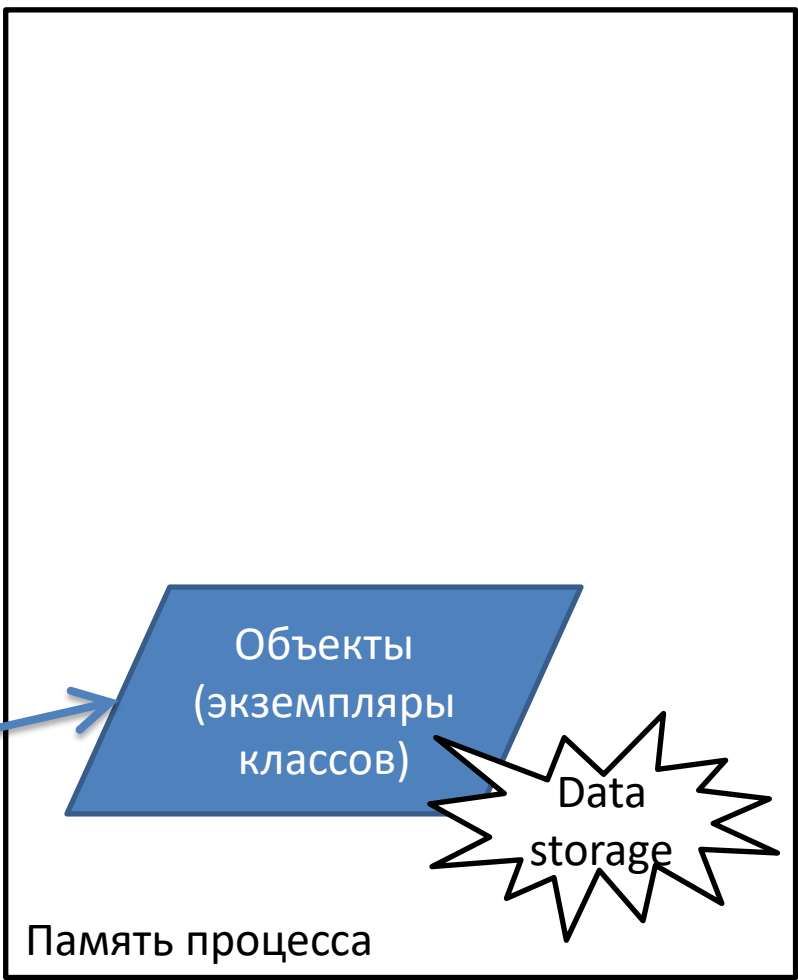 Объекты
(экземпляры
классов)
Data
storage
Память процесса